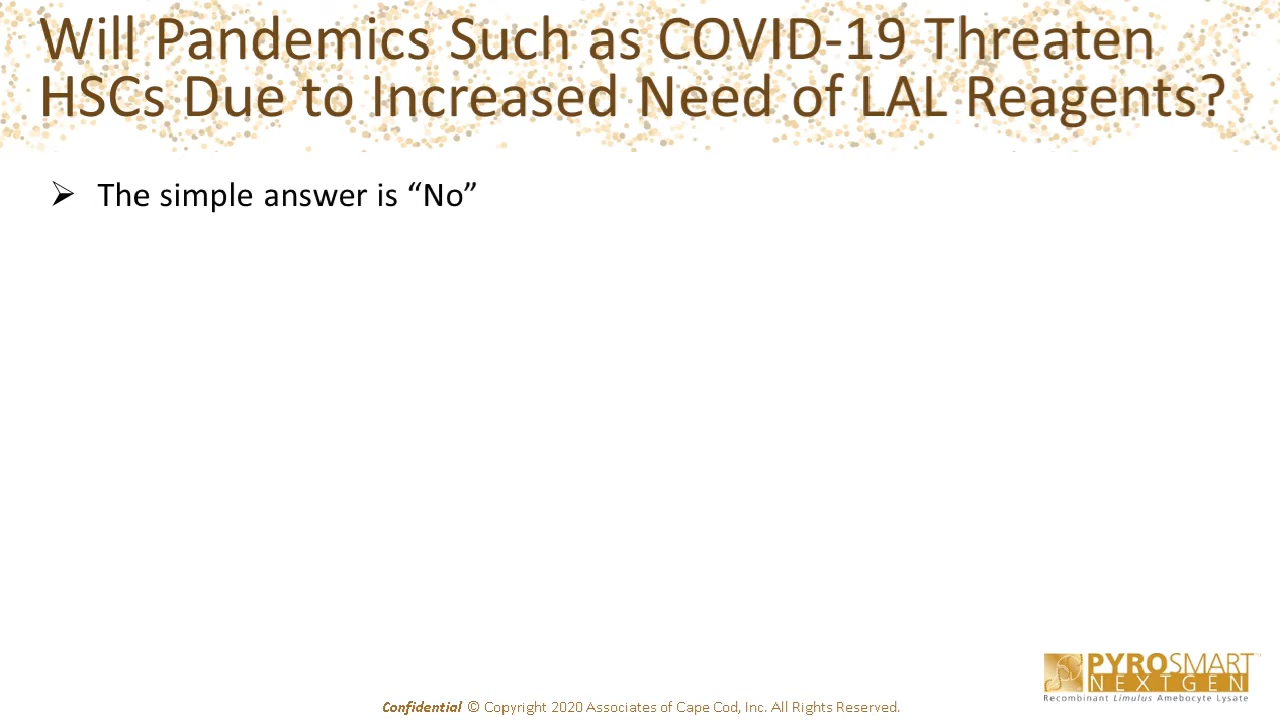 Will Pandemics Such as COVID-19 Threaten
HSCs Due to Increased Need of LAL Reagents?
➢ The simple answer is “No”
PYROSMART™
NEXTGEN
Recombinant Limulus Amebocyte Lysate
Confidential © Copyright 2020 Associates of Cape Cod, Inc. All Rights Reserved.